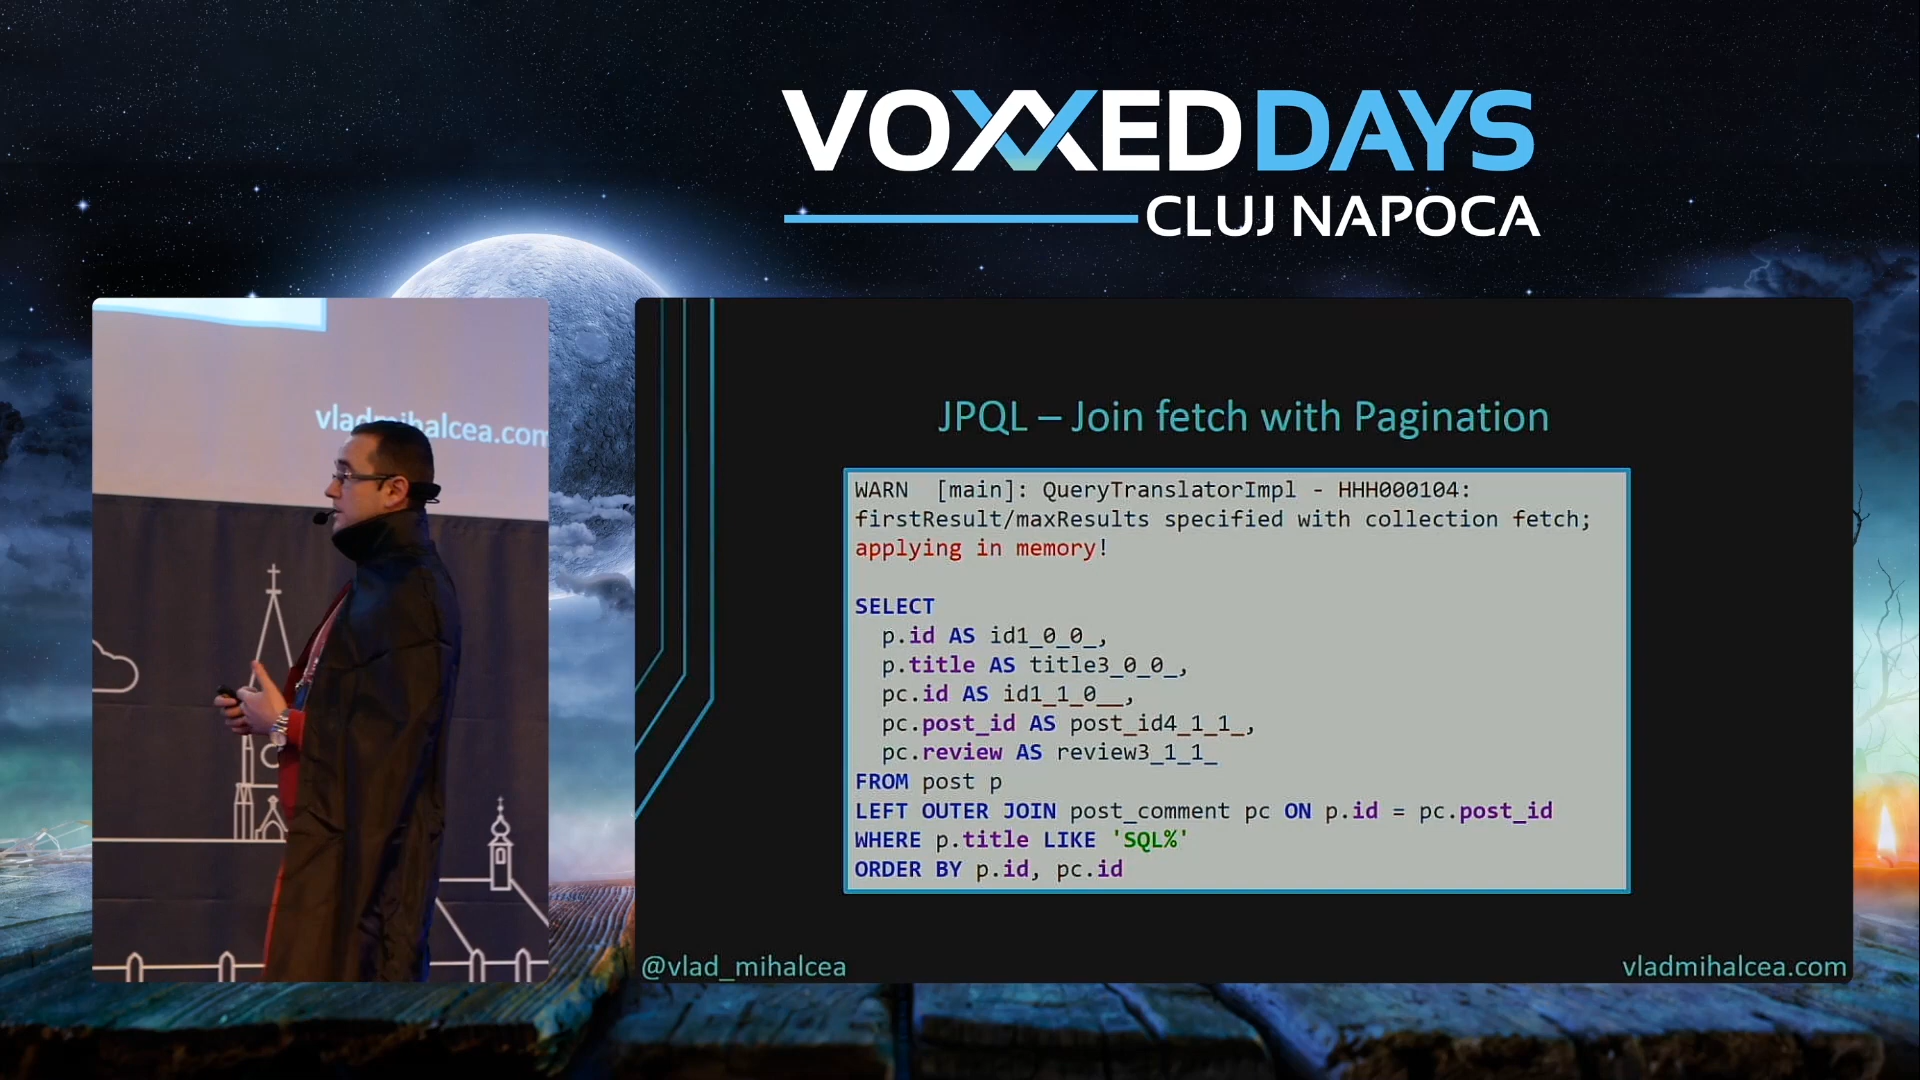 VOXXEDDAYS
CLUJ NAPOCA
vladmihalcea.com
JPQL – Join fetch with Pagination
WARN  [main]: QueryTranslatorImpl - HHH000104:
firstResult/maxResults specified with collection fetch;
applying in memory!
SELECT
  p.id AS id1_0_0_,
  p.title AS title3_0_0_,
  pc.id AS id1_1_0__,
  pc.post_id AS post_id4_1_1_,
  pc.review AS review3_1_1_
FROM post p
LEFT OUTER JOIN post_comment pc ON p.id = pc.post_id
WHERE p.title LIKE 'SQL%'
ORDER BY p.id, pc.id
@vlad_mihalcea
vladmihalcea.com